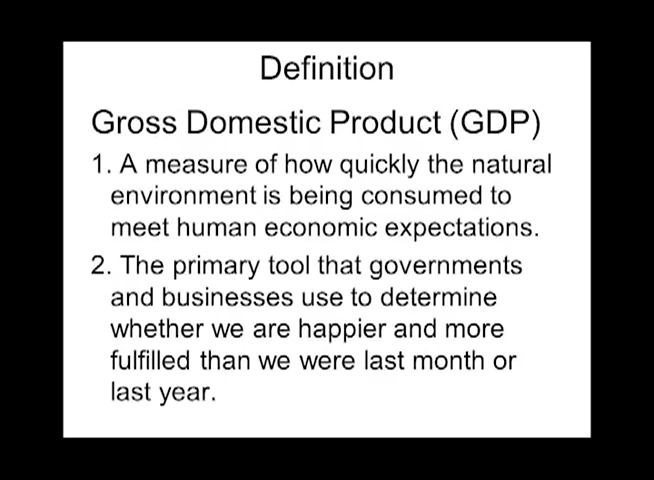 Definition
Gross Domestic Product (GDP)
1. A measure of how quickly the natural
environment is being consumed to
meet human economic expectations.
2. The primary tool that governments
and businesses use to determine
whether we are happier and more
fulfilled than we were last month or
last year.